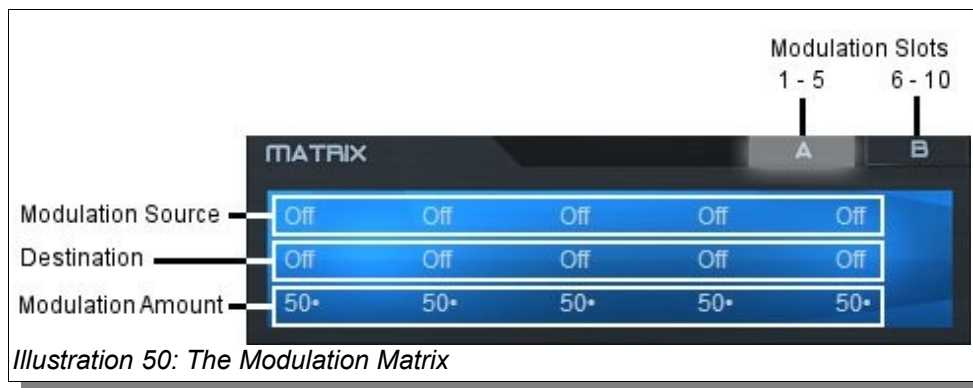 Modulation Slots
1 - 5 6 - 10
MATRIX A B
Modulation Source Off Off Off Off Off
Destination Off Off Off Off Off
Modulation Amount 50• 50• 50• 50• 50•
Illustration 50: The Modulation Matrix